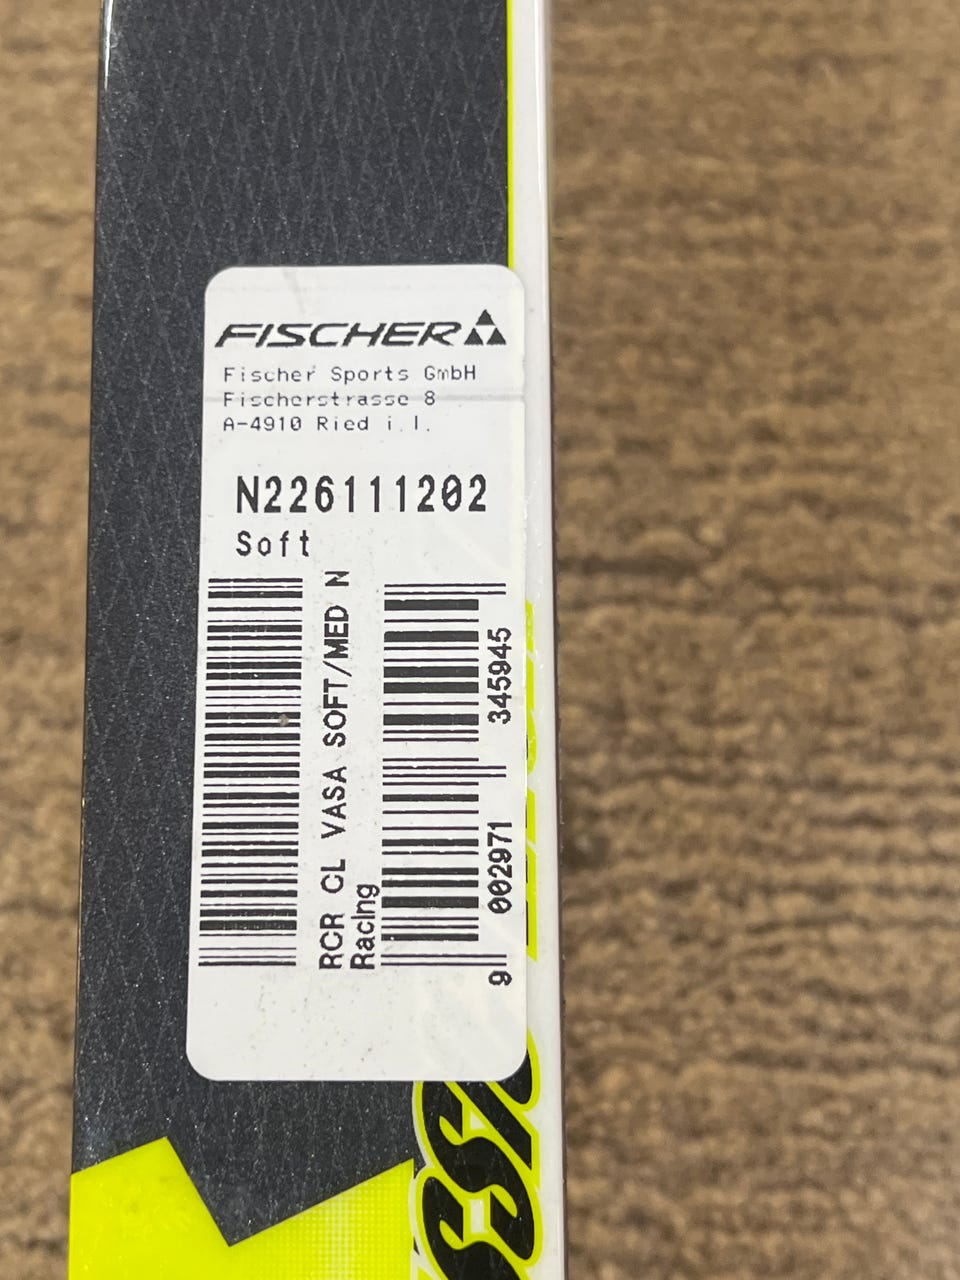 FISCHER
Fischer Sports GmbH
Fischerstrasse 8
A-4910 Ried i.I.
N226111202
Soft
RCR CL VASA SOFT/MED N
Racing
9 002971 345945